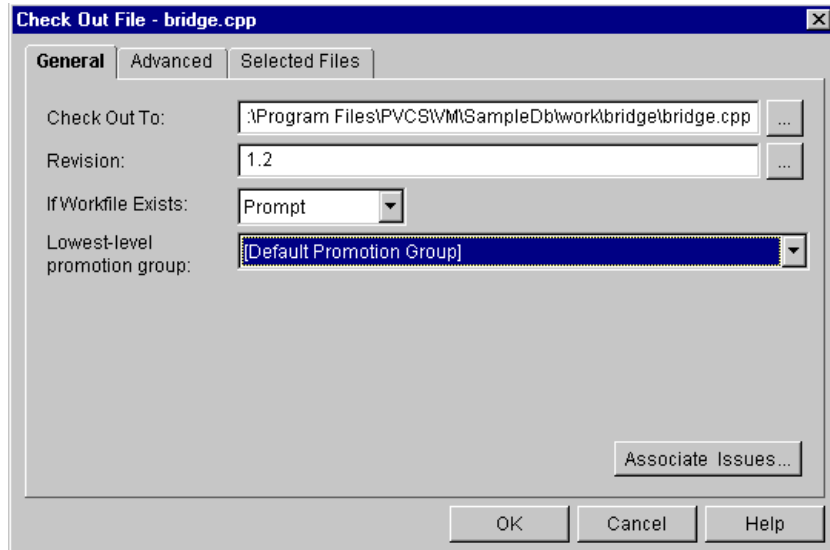 Check Out File - bridge.cpp
General Advanced Selected Files
Check Out To: :\Program Files\PVCS\VM\SampleDb\work\bridge\bridge.cpp ...
Revision: 1.2 ...
If Workfile Exists: Prompt
Lowest-level
promotion group: [Default Promotion Group]
Associate Issues...
OK Cancel Help